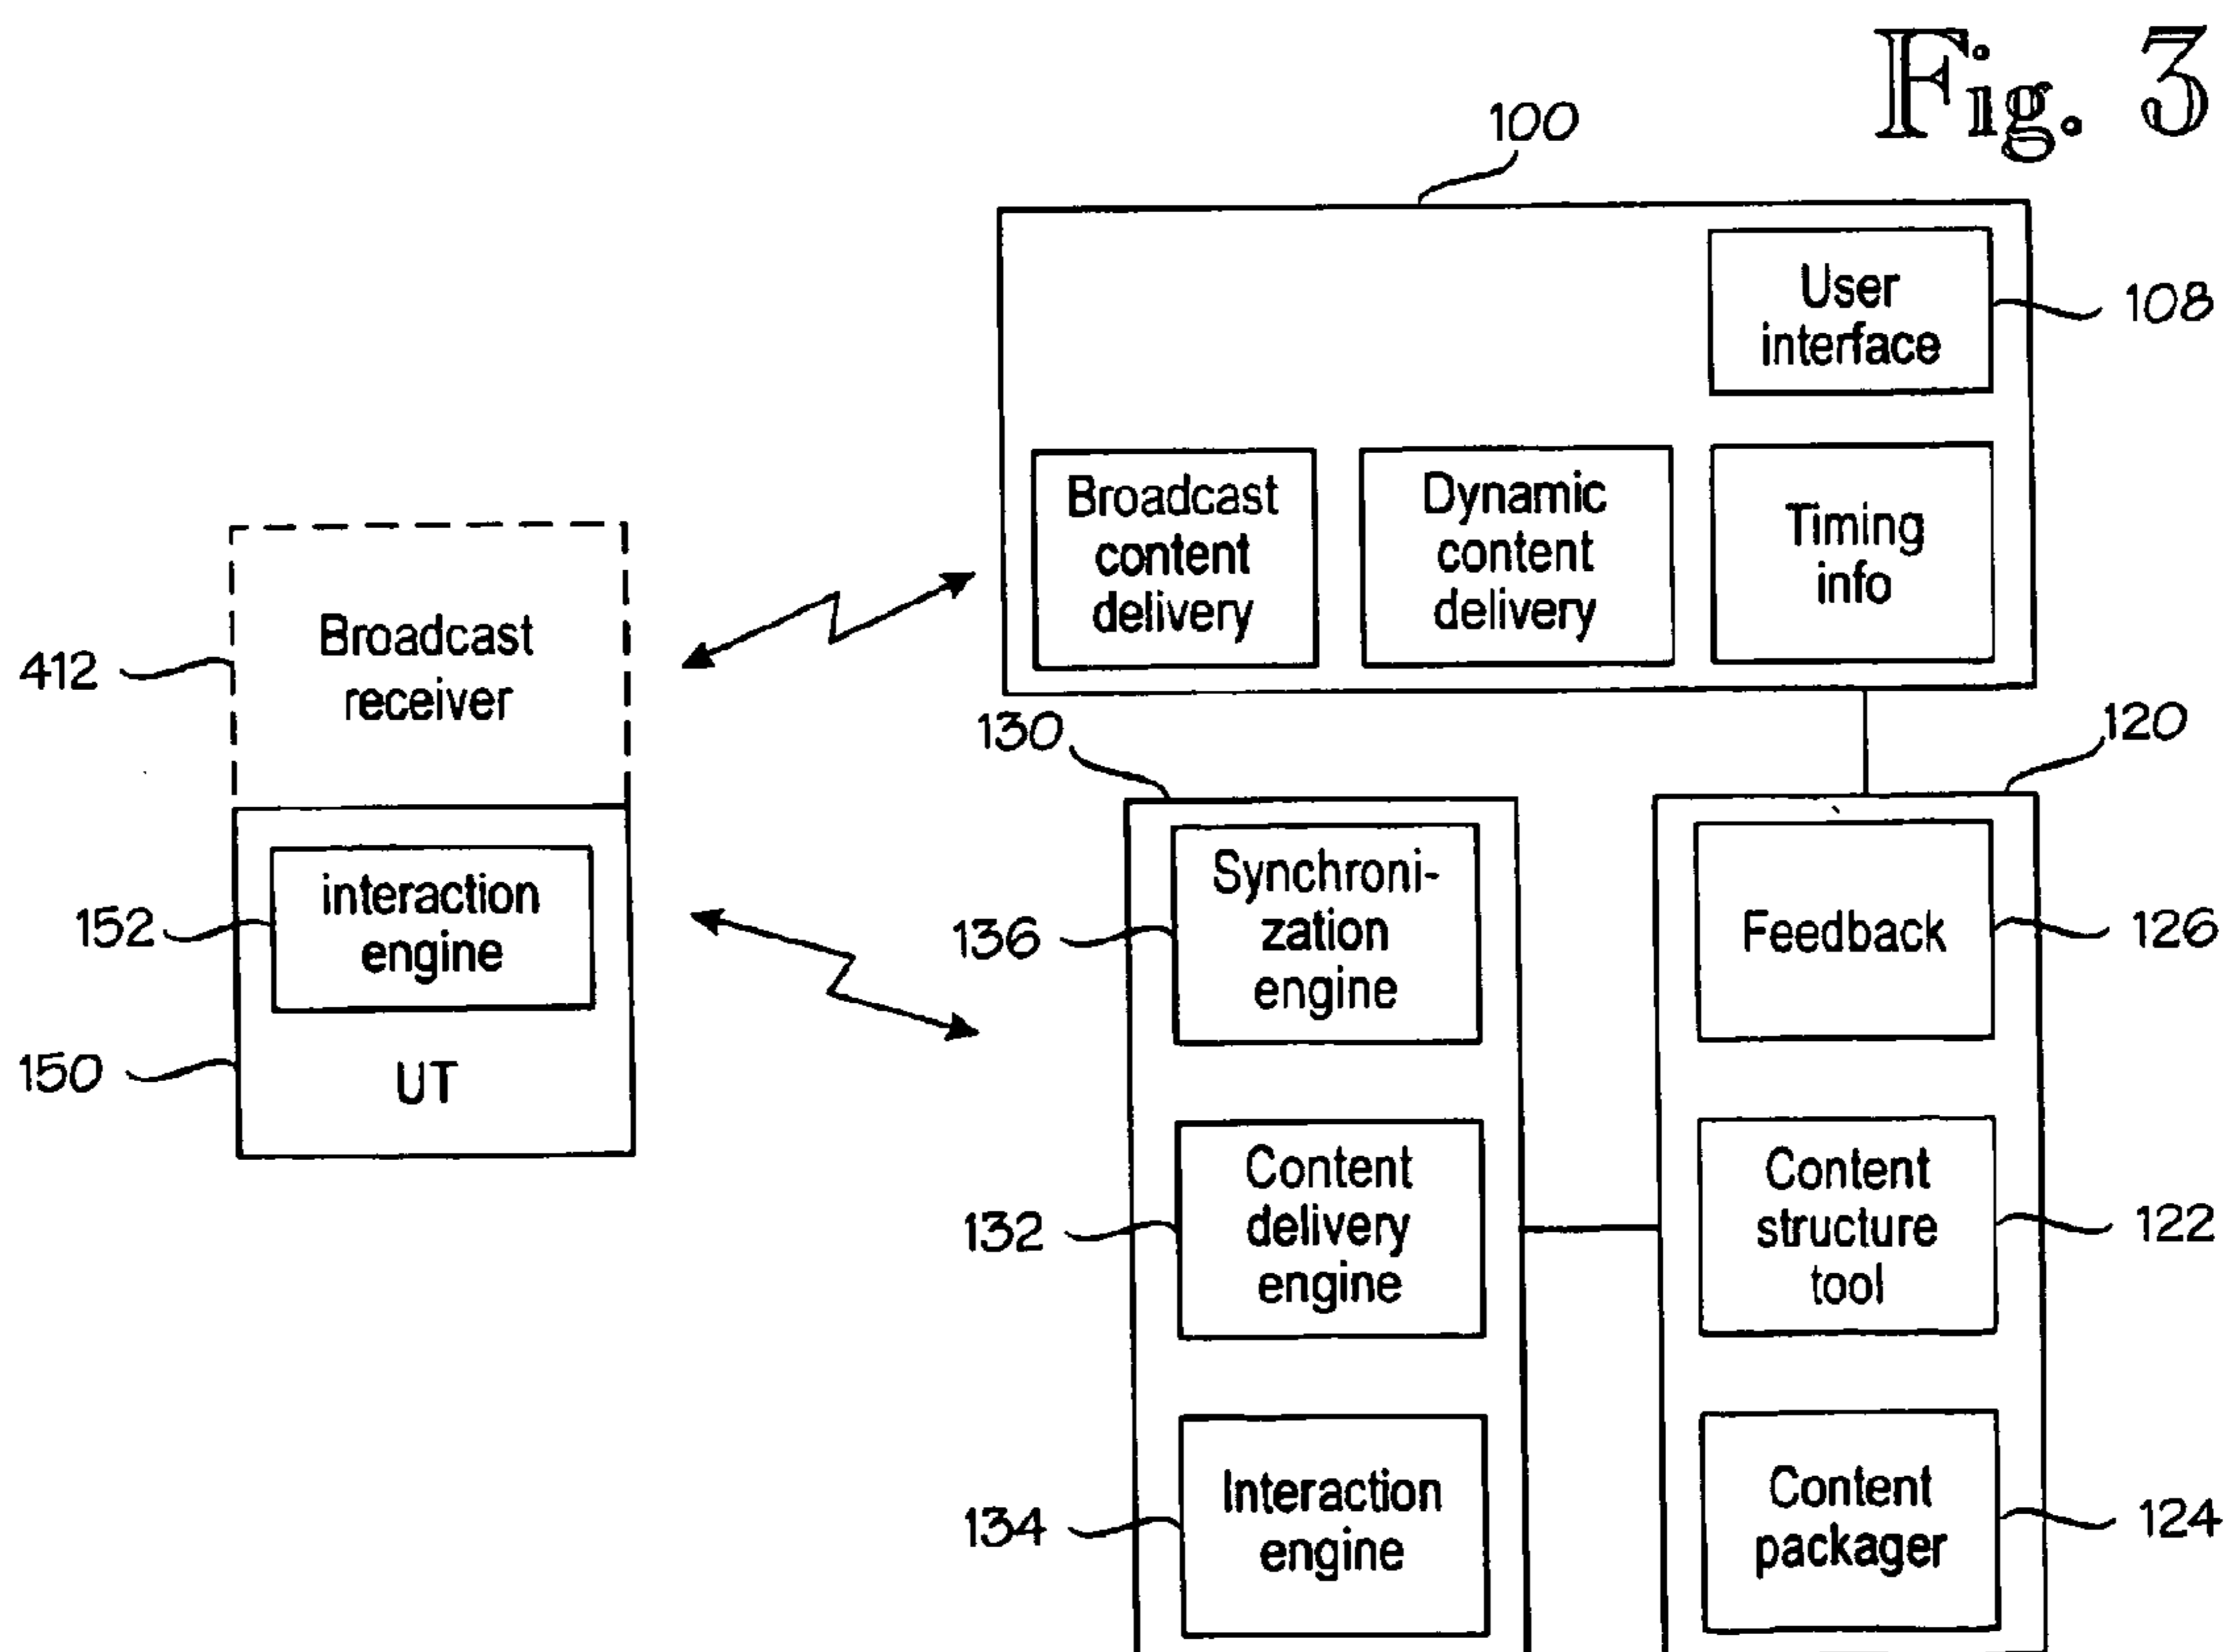 Fig. 3
100
User
interface
108
Broadcast
content
delivery
Dynamic
content
delivery
Timing
info
412
Broadcast
receiver
130
120
152
interaction
engine
150
UT
136
Synchroni-
zation
engine
Feedback
126
132
Content
delivery
engine
Content
structure
tool
122
134
Interaction
engine
Content
packager
124